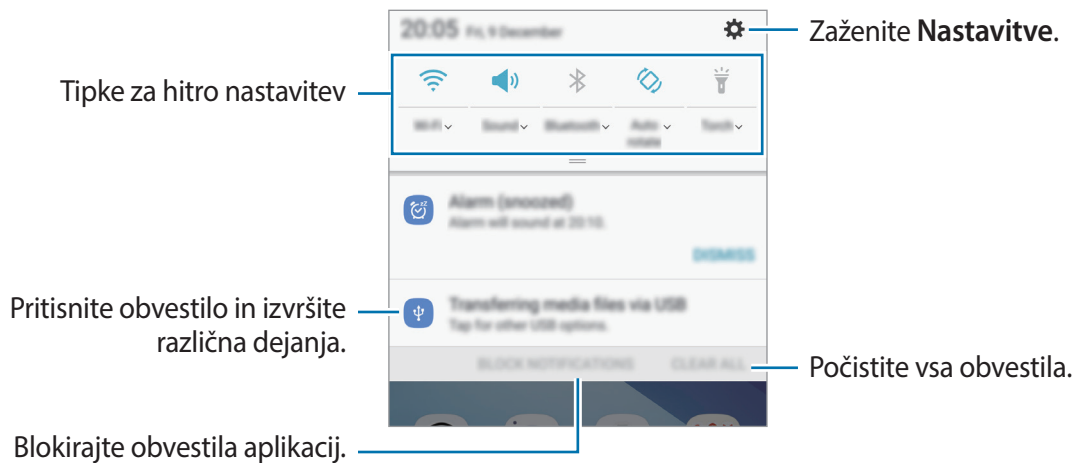 20:05 Fri, 9 December
Zaženite Nastavitve.
Tipke za hitro nastavitev
Wi-Fi
Sound
Bluetooth
Auto rotate
Torch
Alarm (snoozed)
Alarm will sound at 20:10.
DISMISS
Pritisnite obvestilo in izvršite
različna dejanja.
Transferring media files via USB
Tap for other USB options.
BLOCK NOTIFICATIONS
CLEAR ALL
Počistite vsa obvestila.
Blokirajte obvestila aplikacij.